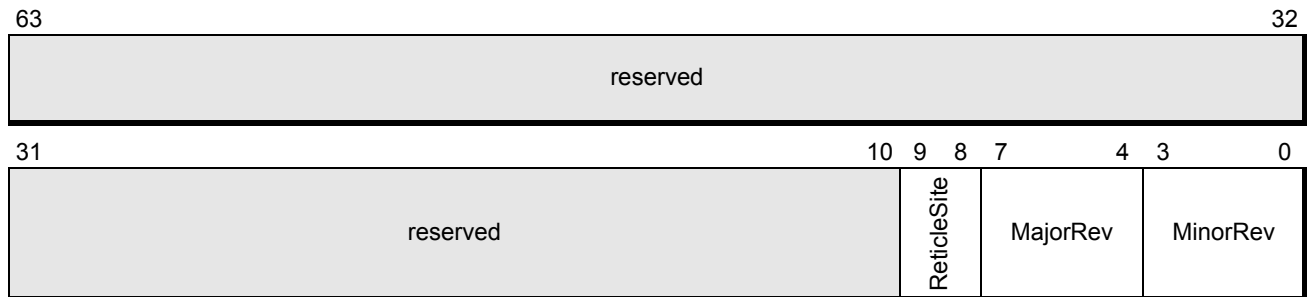 63 32
reserved
31 10 9 8 7 4 3 0
reserved ReticleSite MajorRev MinorRev